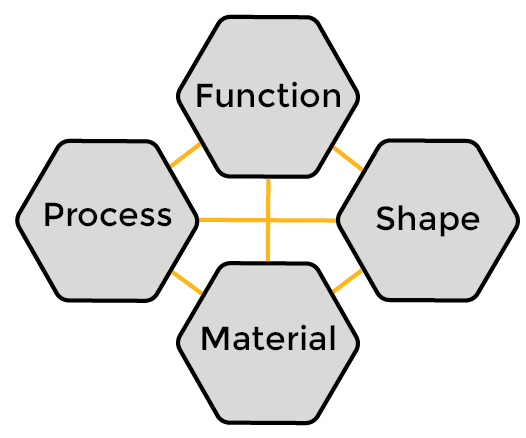 Function
Process
Shape
Material